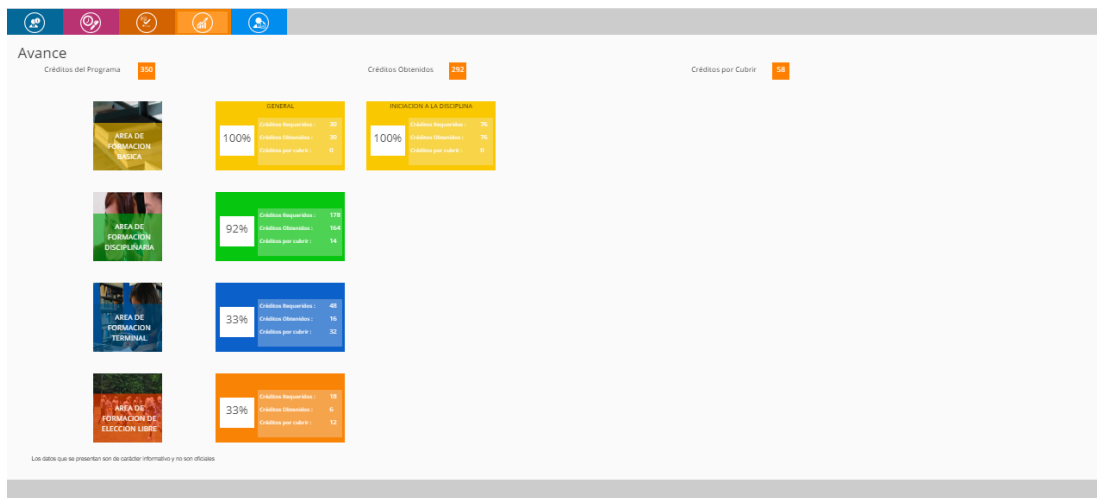 Avance
Créditos del Programa 350 Créditos Obtenidos 292 Créditos por Cubrir 58
AREA DE
FORMACION
BASICA
GENERAL
100%
Créditos Requeridos : 30
Créditos Obtenidos : 30
Créditos por cubrir : 0
INICIACION A LA DISCIPLINA
100%
Créditos Requeridos : 76
Créditos Obtenidos : 76
Créditos por cubrir : 0
AREA DE
FORMACION
DISCIPLINARIA
92%
Créditos Requeridos : 178
Créditos Obtenidos : 164
Créditos por cubrir : 14
AREA DE
FORMACION
TERMINAL
33%
Créditos Requeridos : 48
Créditos Obtenidos : 16
Créditos por cubrir : 32
AREA DE
FORMACION DE
ELECCION LIBRE
33%
Créditos Requeridos : 18
Créditos Obtenidos : 6
Créditos por cubrir : 12
Los datos que se presentan son de carácter informativo y no son oficiales